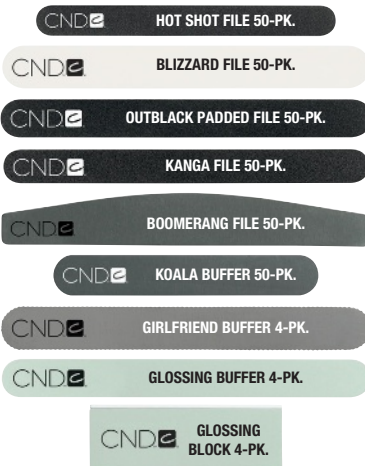 CND HOT SHOT FILE 50-PK.
CND BLIZZARD FILE 50-PK.
CND OUTBLACK PADDED FILE 50-PK.
CND KANGA FILE 50-PK.
CND BOOMERANG FILE 50-PK.
CND KOALA BUFFER 50-PK.
CND GIRLFRIEND BUFFER 4-PK.
CND GLOSSING BUFFER 4-PK.
CND GLOSSING
BLOCK 4-PK.